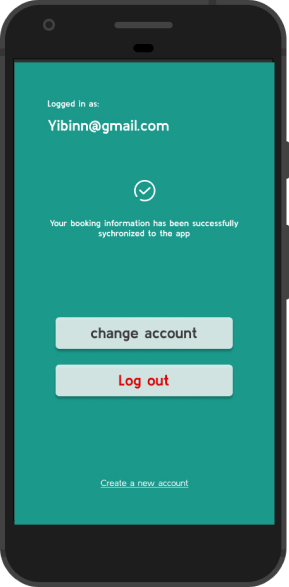 Logged in as:
Yibinn@gmail.com
Your booking information has been successfully
sychronized to the app
change account
Log out
Create a new account